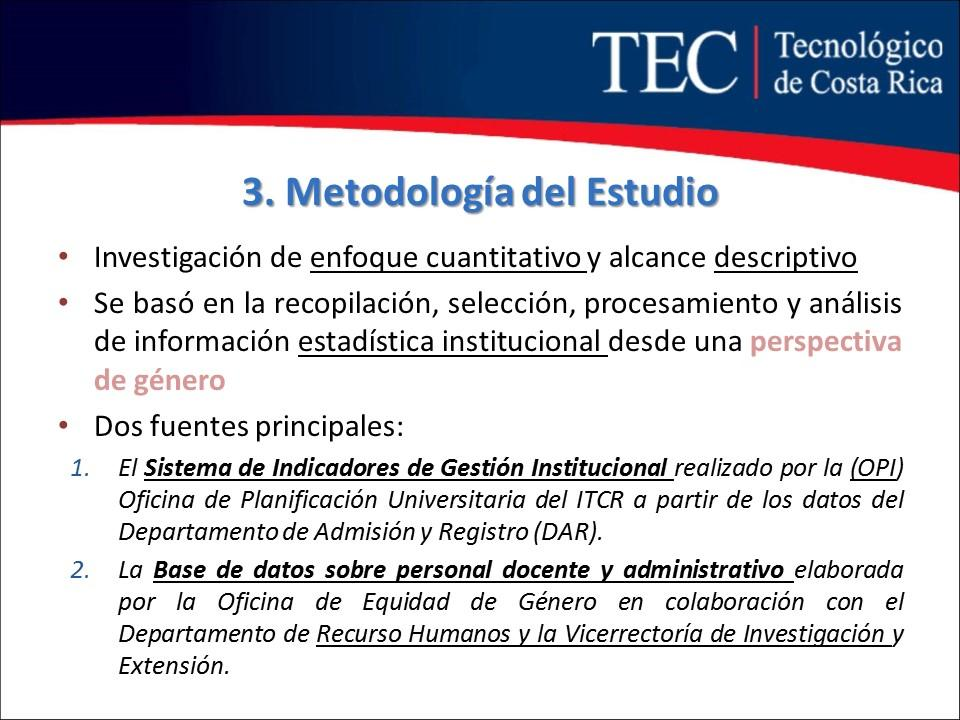 TEC | Tecnológico
de Costa Rica
3. Metodología del Estudio
• Investigación de enfoque cuantitativo y alcance descriptivo
• Se basó en la recopilación, selección, procesamiento y análisis
de información estadística institucional desde una perspectiva
de género
• Dos fuentes principales:
1. El Sistema de Indicadores de Gestión Institucional realizado por la (OPI)
Oficina de Planificación Universitaria del ITCR a partir de los datos del
Departamento de Admisión y Registro (DAR).
2. La Base de datos sobre personal docente y administrativo elaborada
por la Oficina de Equidad de Género en colaboración con el
Departamento de Recurso Humanos y la Vicerrectoría de Investigación y
Extensión.